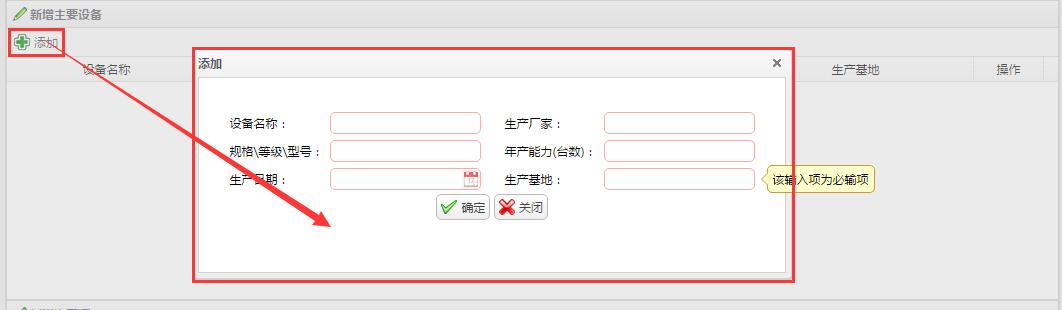 新增主要设备
添加
设备名称 生产基地 操作
添加
设备名称： 生产厂家：
规格\等级\型号： 年产能力(台数)：
生产日期： 生产基地： 该输入项为必输项
确定 关闭